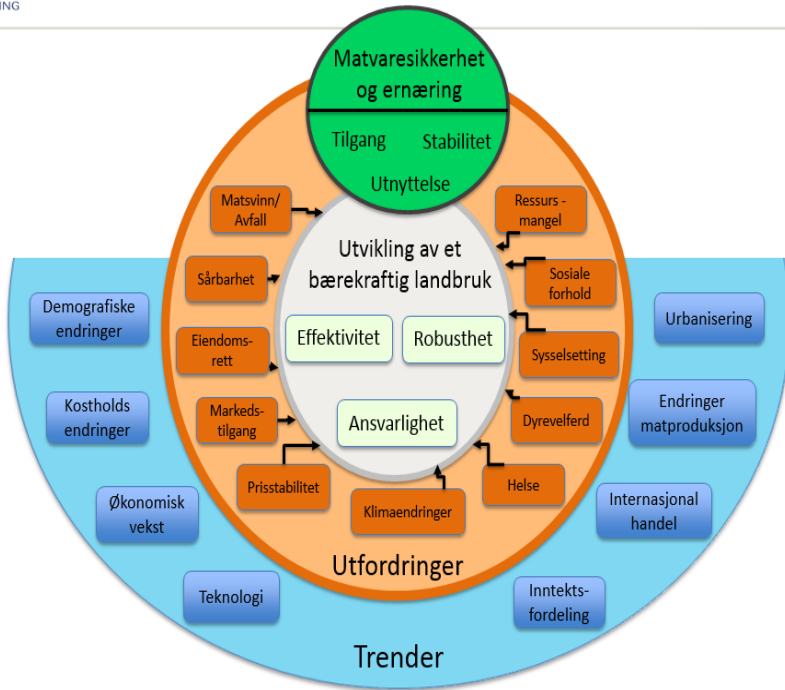 ING
Matvaresikkerhet
og ernæring
Tilgang
Stabilitet
Utnyttelse
Matsvinn/
Avfall
Ressurs -
mangel
Utvikling av et
bærekraftig landbruk
Sårbarhet
Sosiale
forhold
Demografiske
endringer
Urbanisering
Eiendoms-
rett
Effektivitet
Robusthet
Sysselsetting
Kostholds
endringer
Markeds-
tilgang
Ansvarlighet
Dyrevelferd
Endringer
matproduksjon
Prisstabilitet
Klimaendringer
Helse
Økonomisk
vekst
Internasjonal
handel
Utfordringer
Teknologi
Inntekts-
fordeling
Trender